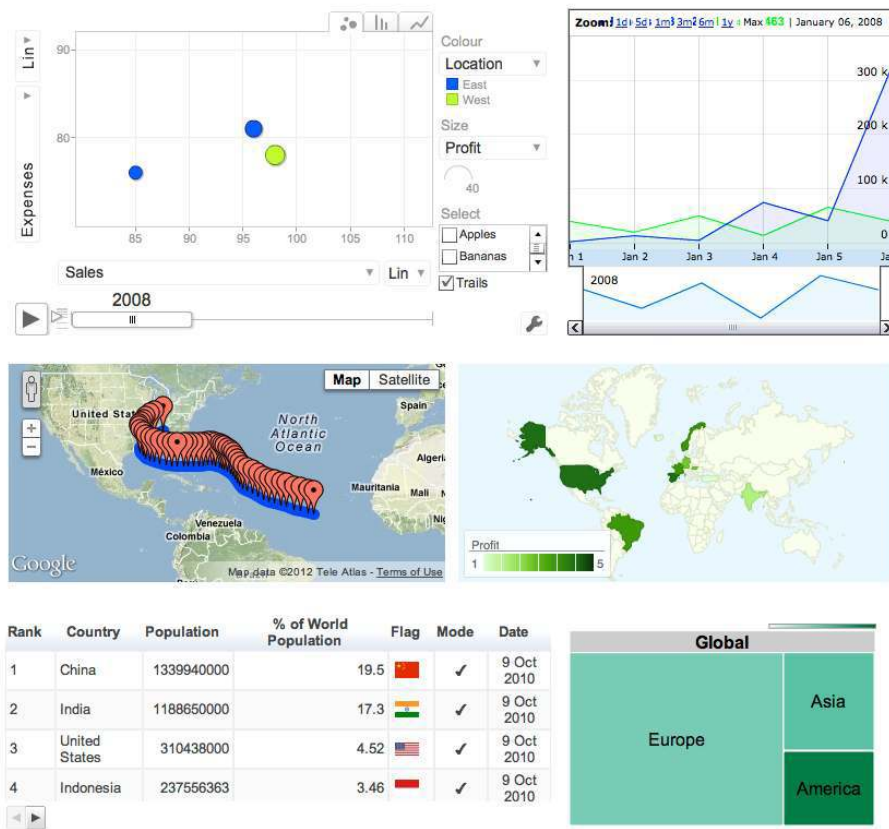 90
80
Lin
Expenses
85 90 95 100 105 110
Sales Lin
2008
Colour
Location
East
West
Size
Profit
40
Select
Apples
Bananas
Trails
1d 5d 1m 3m 6m 1y Max 463 | January 06, 2008
300 k
200 k
100 k
0
n 1 Jan 2 Jan 3 Jan 4 Jan 5 Ja
2008
Map Satellite
United Stat
North
Atlantic
Ocean
Spain
Algeri
México
Mauritania Mali
Nig
Venezuela
Colombia
Google
Map data ©2012 Tele Atlas - Terms of Use
Profit
1 5
Rank Country Population % of World Population Flag Mode Date
1 China 1339940000 19.5 ✓ 9 Oct 2010
2 India 1188650000 17.3 ✓ 9 Oct 2010
3 United States 310438000 4.52 ✓ 9 Oct 2010
4 Indonesia 237556363 3.46 ✓ 9 Oct 2010
Global
Europe
Asia
America